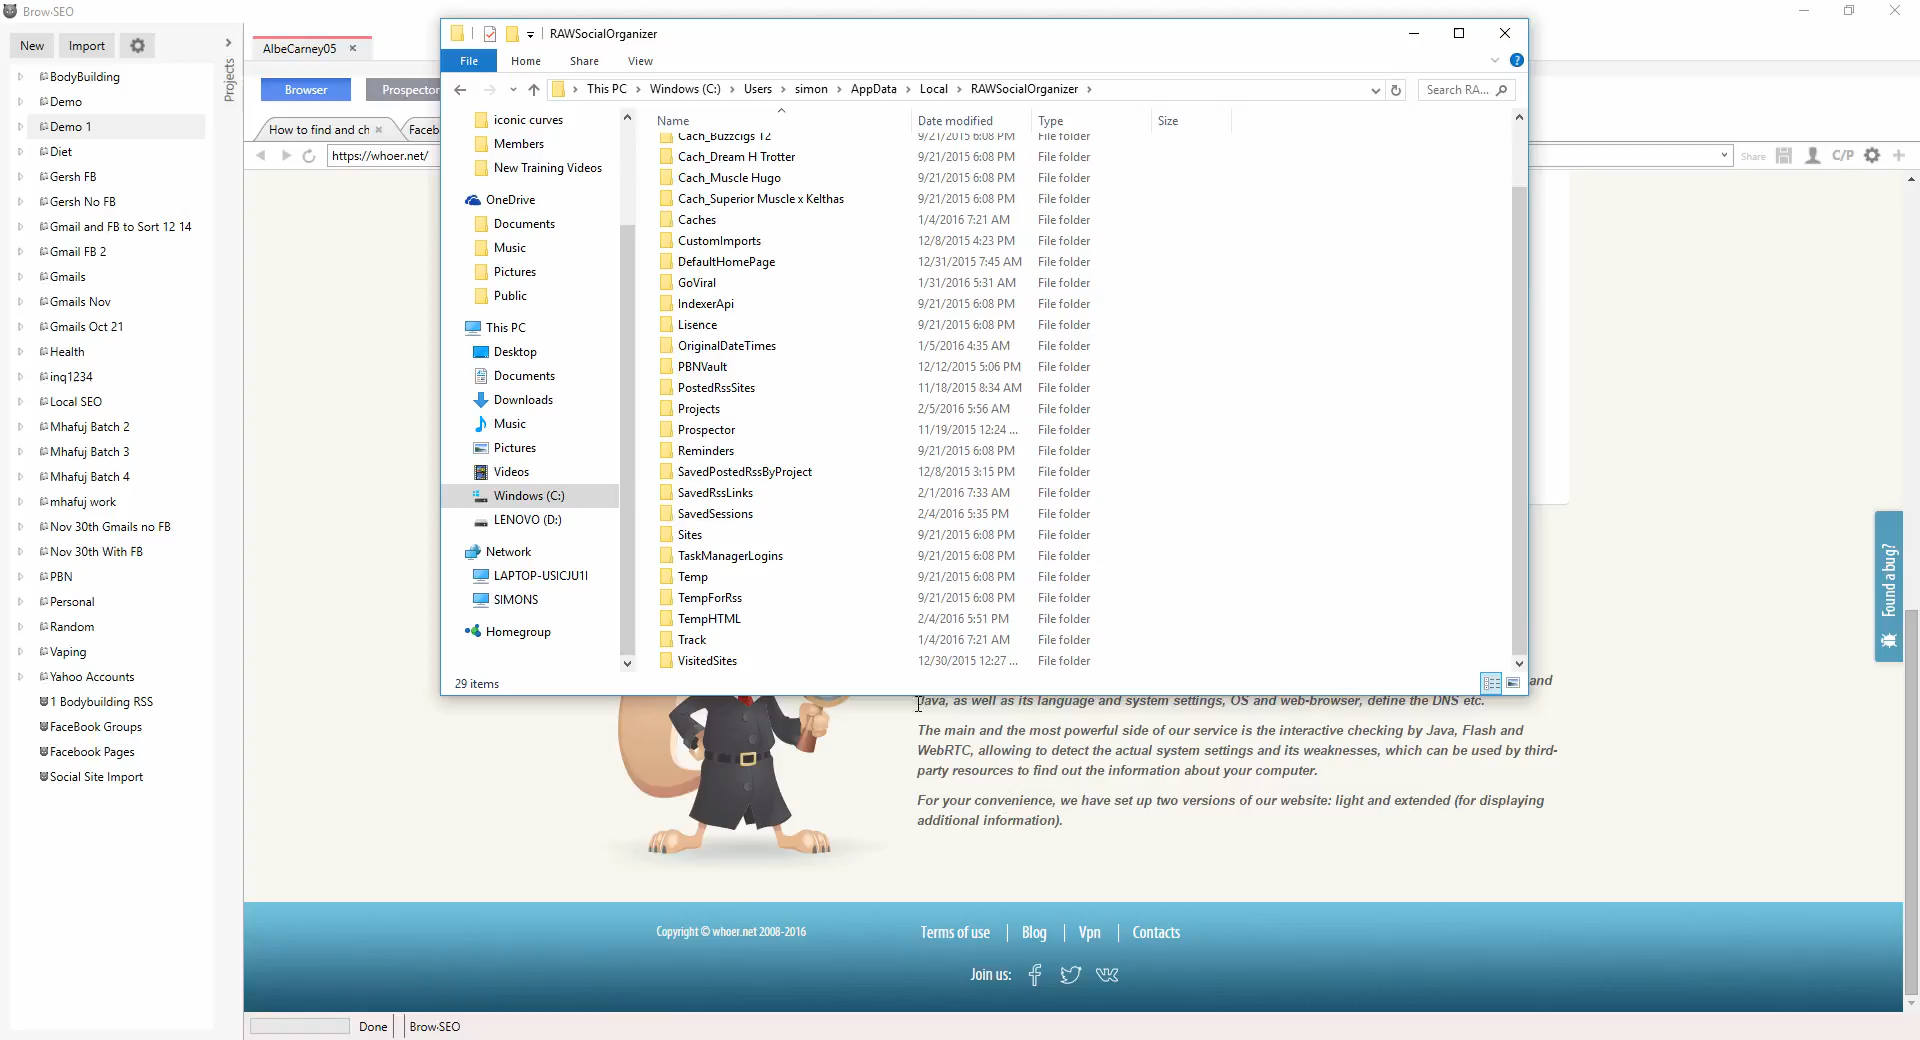 Brow·SEO
New
Import
Projects
BodyBuilding
Demo
Demo 1
Diet
Gersh FB
Gersh No FB
Gmail and FB to Sort 12 14
Gmail FB 2
Gmails
Gmails Nov
Gmails Oct 21
Health
inq1234
Local SEO
Mhafuj Batch 2
Mhafuj Batch 3
Mhafuj Batch 4
mhafuj work
Nov 30th Gmails no FB
Nov 30th With FB
PBN
Personal
Random
Vaping
Yahoo Accounts
1 Bodybuilding RSS
FaceBook Groups
Facebook Pages
Social Site Import
AlbeCarney05
Browser
Prospector
How to find and ch
Faceb
https://whoer.net/
Share
C/P
RAWSocialOrganizer
File
Home
Share
View
This PC
Windows (C:)
Users
simon
AppData
Local
RAWSocialOrganizer
Search RA...
iconic curves
Members
New Training Videos
OneDrive
Documents
Music
Pictures
Public
This PC
Desktop
Documents
Downloads
Music
Pictures
Videos
Windows (C:)
LENOVO (D:)
Network
LAPTOP-USICJU1I
SIMONS
Homegroup
Name Date modified Type Size
Cach_Buzzcigs 12 9/21/2015 6:08 PM File folder
Cach_Dream H Trotter 9/21/2015 6:08 PM File folder
Cach_Muscle Hugo 9/21/2015 6:08 PM File folder
Cach_Superior Muscle x Kelthas 9/21/2015 6:08 PM File folder
Caches 1/4/2016 7:21 AM File folder
CustomImports 12/8/2015 4:23 PM File folder
DefaultHomePage 12/31/2015 7:45 AM File folder
GoViral 1/31/2016 5:31 AM File folder
IndexerApi 9/21/2015 6:08 PM File folder
Lisence 9/21/2015 6:08 PM File folder
OriginalDateTimes 1/5/2016 4:35 AM File folder
PBNVault 12/12/2015 5:06 PM File folder
PostedRssSites 11/18/2015 8:34 AM File folder
Projects 2/5/2016 5:56 AM File folder
Prospector 11/19/2015 12:24 ... File folder
Reminders 9/21/2015 6:08 PM File folder
SavedPostedRssByProject 12/8/2015 3:15 PM File folder
SavedRssLinks 2/1/2016 7:33 AM File folder
SavedSessions 2/4/2016 5:35 PM File folder
Sites 9/21/2015 6:08 PM File folder
TaskManagerLogins 9/21/2015 6:08 PM File folder
Temp 9/21/2015 6:08 PM File folder
TempForRss 9/21/2015 6:08 PM File folder
TempHTML 2/4/2016 5:51 PM File folder
Track 1/4/2016 7:21 AM File folder
VisitedSites 12/30/2015 12:27 ... File folder
29 items
Found a bug?
and
Java, as well as its language and system settings, OS and web-browser, define the DNS etc.
The main and the most powerful side of our service is the interactive checking by Java, Flash and
WebRTC, allowing to detect the actual system settings and its weaknesses, which can be used by third-
party resources to find out the information about your computer.
For your convenience, we have set up two versions of our website: light and extended (for displaying
additional information).
Copyright © whoer.net 2008-2016
Terms of use
Blog
Vpn
Contacts
Join us:
Done
Brow·SEO